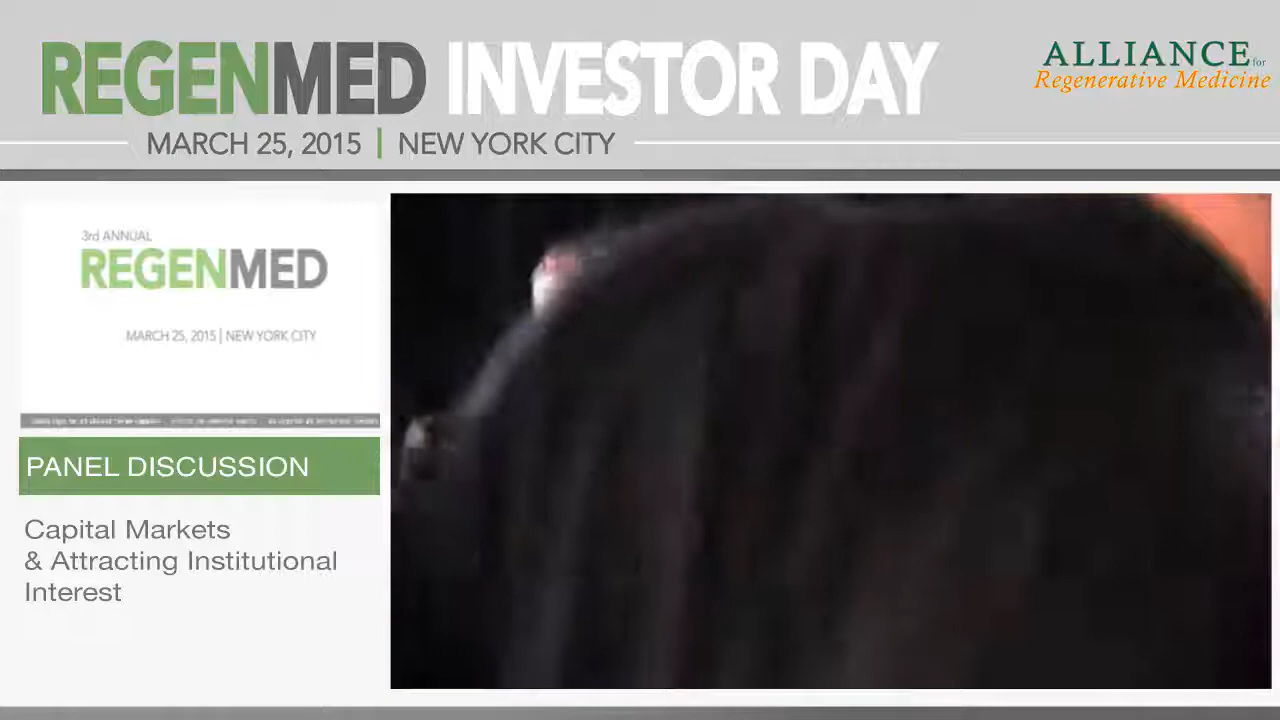 REGENMED INVESTOR DAY
MARCH 25, 2015 | NEW YORK CITY
ALLIANCE for
Regenerative Medicine
3rd ANNUAL
REGENMED
MARCH 25, 2015 | NEW YORK CITY
PANEL DISCUSSION
Capital Markets
& Attracting Institutional
Interest